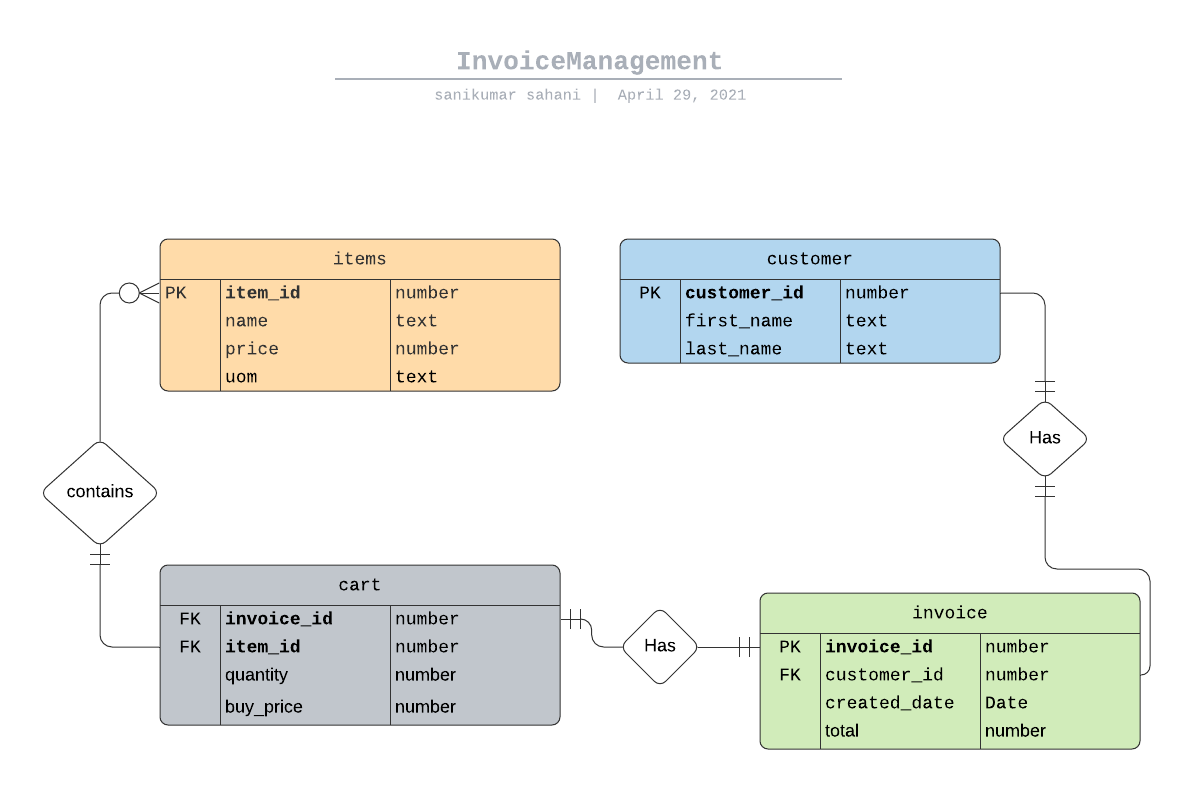 InvoiceManagement
sanikumar sahani |  April 29, 2021
items
PK item_id number
name text
price number
uom text
customer
PK customer_id number
first_name text
last_name text
Has
contains
cart
FK invoice_id number
FK item_id number
quantity number
buy_price number
Has
invoice
PK invoice_id number
FK customer_id number
created_date Date
total number